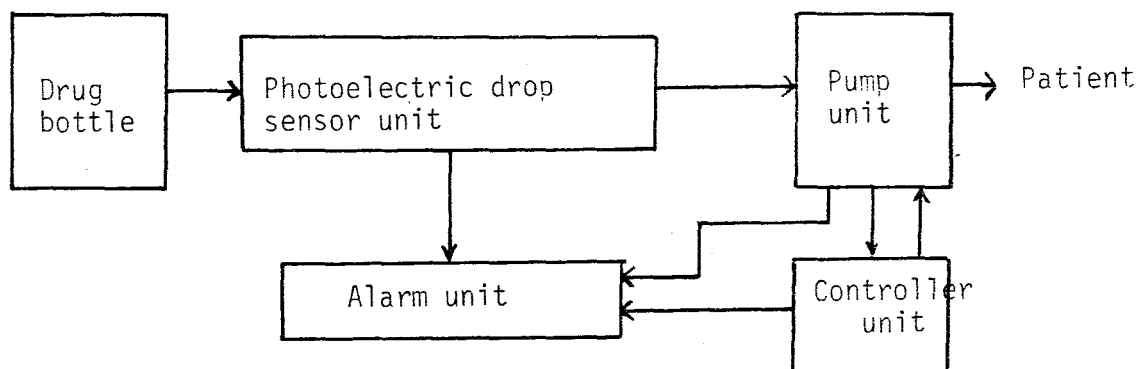 Drug
bottle
Photoelectric drop
sensor unit
Pump
unit
Patient
Alarm unit
Controller
unit